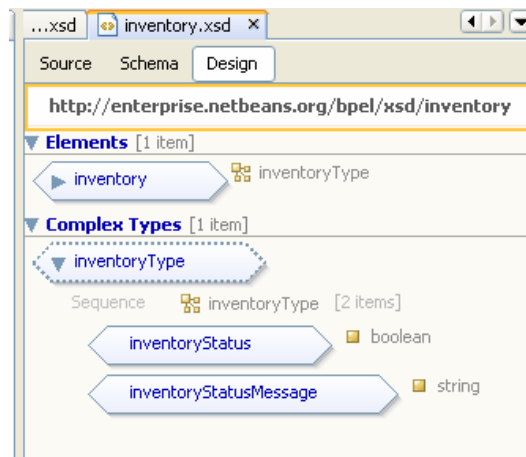 ...xsd inventory.xsd ×
Source Schema Design
http://enterprise.netbeans.org/bpel/xsd/inventory
Elements [1 item]
inventory inventoryType
Complex Types [1 item]
inventoryType
Sequence inventoryType [2 items]
inventoryStatus boolean
inventoryStatusMessage string